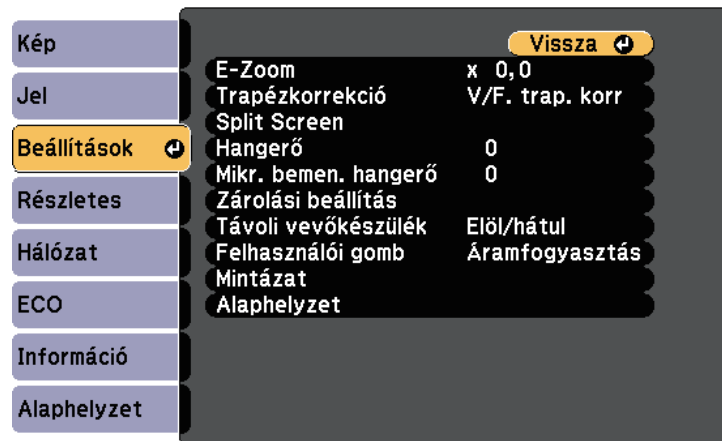 Kép
Jel
Beállítások
Részletes
Hálózat
ECO
Információ
Alaphelyzet
Vissza
E-Zoom x 0,0
Trapézkorrekció V/F. trap. korr
Split Screen
Hangerő 0
Mikr. bemen. hangerő 0
Zárolási beállítás
Távoli vevőkészülék Elöl/hátul
Felhasználói gomb Áramfogyasztás
Mintázat
Alaphelyzet